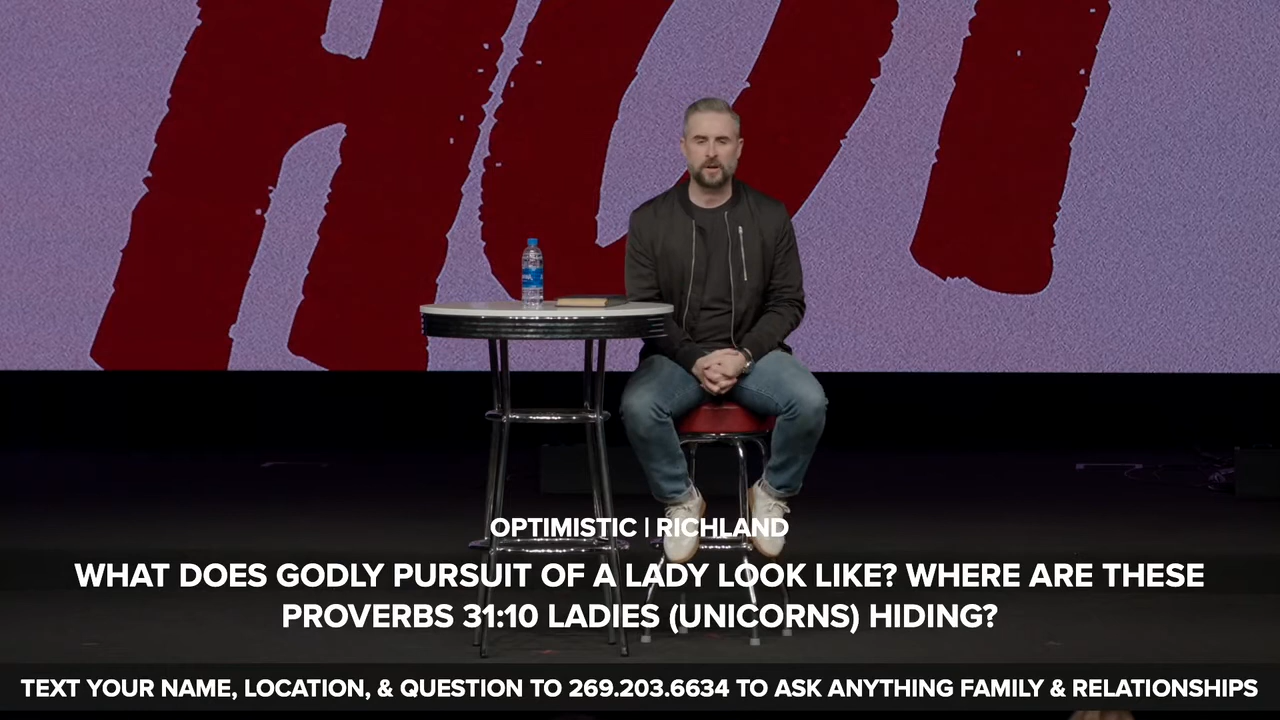 OPTIMISTIC | RICHLAND
WHAT DOES GODLY PURSUIT OF A LADY LOOK LIKE? WHERE ARE THESE
PROVERBS 31:10 LADIES (UNICORNS) HIDING?
TEXT YOUR NAME, LOCATION, & QUESTION TO 269.203.6634 TO ASK ANYTHING FAMILY & RELATIONSHIPS